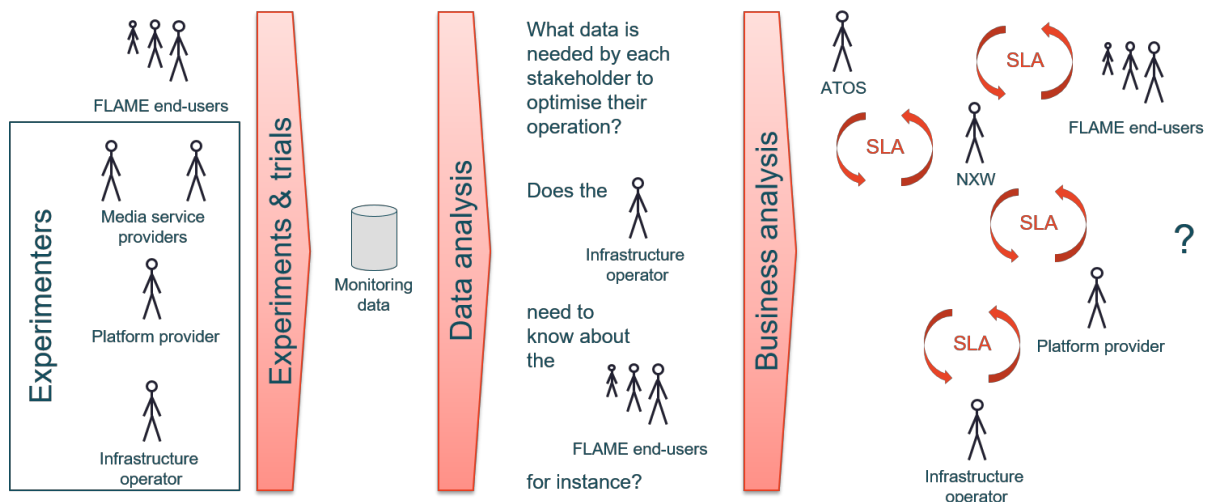 FLAME end-users
Experimenters
Media service
providers
Platform provider
Infrastructure
operator
Experiments & trials
Monitoring
data
Data analysis
What data is
needed by each
stakeholder to
optimise their
operation?
Does the
Infrastructure
operator
need to
know about
the
FLAME end-users
for instance?
Business analysis
ATOS
SLA
FLAME end-users
SLA
NXW
SLA
?
Platform provider
SLA
Infrastructure
operator